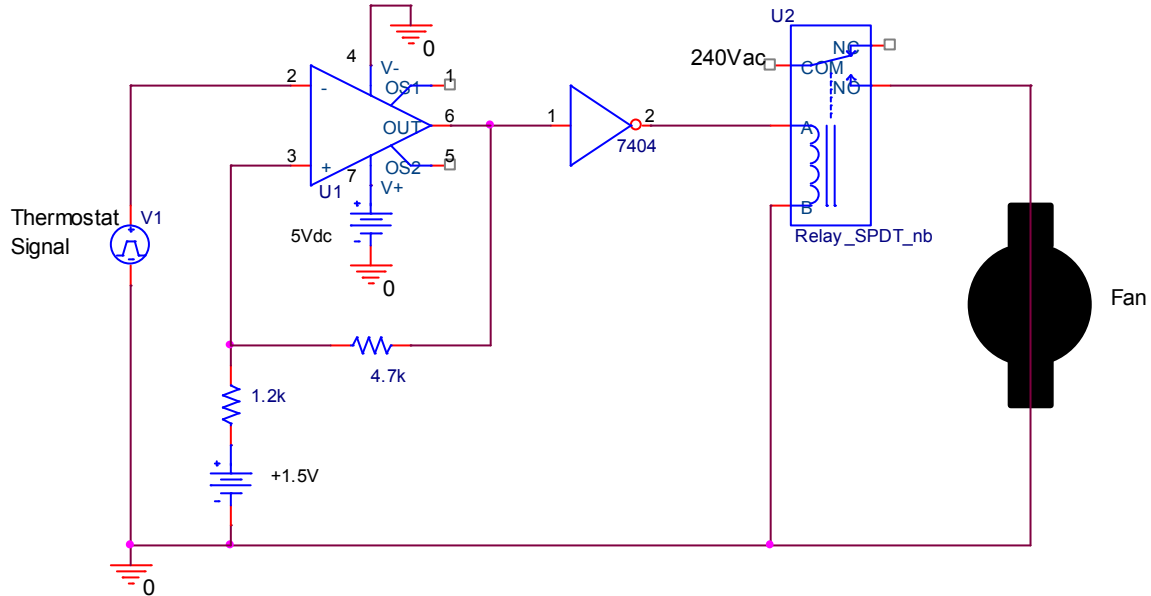 U2
0
4
V-
1
OS1
2
-
6
OUT
3
+
7
OS2
5
U1
V+
5Vdc
0
1
2
7404
240Vac
NC
COM
NO
A
B
Relay_SPDT_nb
Thermostat
Signal
V1
+
-
+
-
4.7k
1.2k
+
-
+1.5V
Fan
0